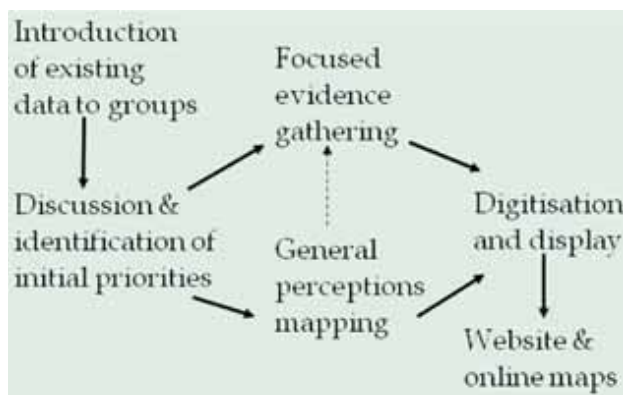 Introduction
of existing
data to groups
Discussion &
identification of
initial priorities
Focused
evidence
gathering
General
perceptions
mapping
Digitisation
and display
Website &
online maps